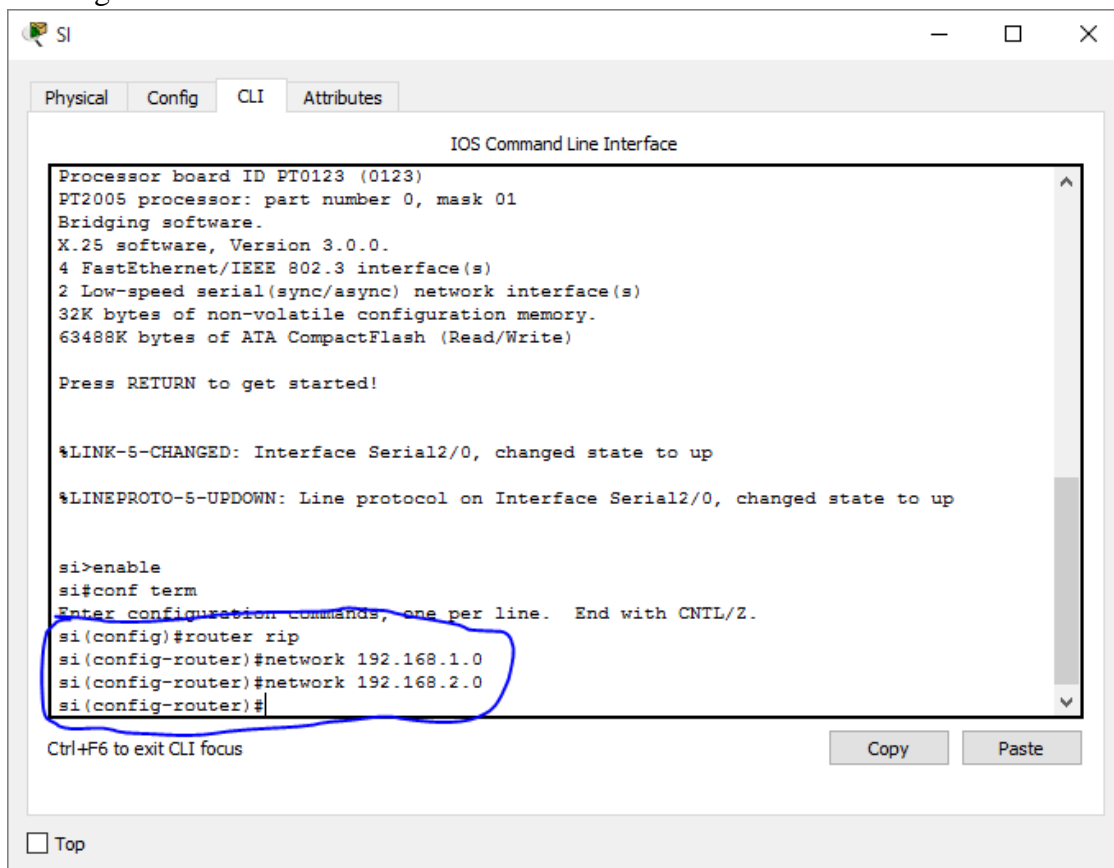 SI
Physical Config CLI Attributes
IOS Command Line Interface
Processor board ID PT0123 (0123)
PT2005 processor: part number 0, mask 01
Bridging software.
X.25 software, Version 3.0.0.
4 FastEthernet/IEEE 802.3 interface(s)
2 Low-speed serial(sync/async) network interface(s)
32K bytes of non-volatile configuration memory.
63488K bytes of ATA CompactFlash (Read/Write)
Press RETURN to get started!
%LINK-5-CHANGED: Interface Serial2/0, changed state to up
%LINEPROTO-5-UPDOWN: Line protocol on Interface Serial2/0, changed state to up
si>enable
si#conf term
Enter configuration commands, one per line. End with CNTL/Z.
si(config)#router rip
si(config-router)#network 192.168.1.0
si(config-router)#network 192.168.2.0
si(config-router)#
Ctrl+F6 to exit CLI focus
Copy Paste
Top